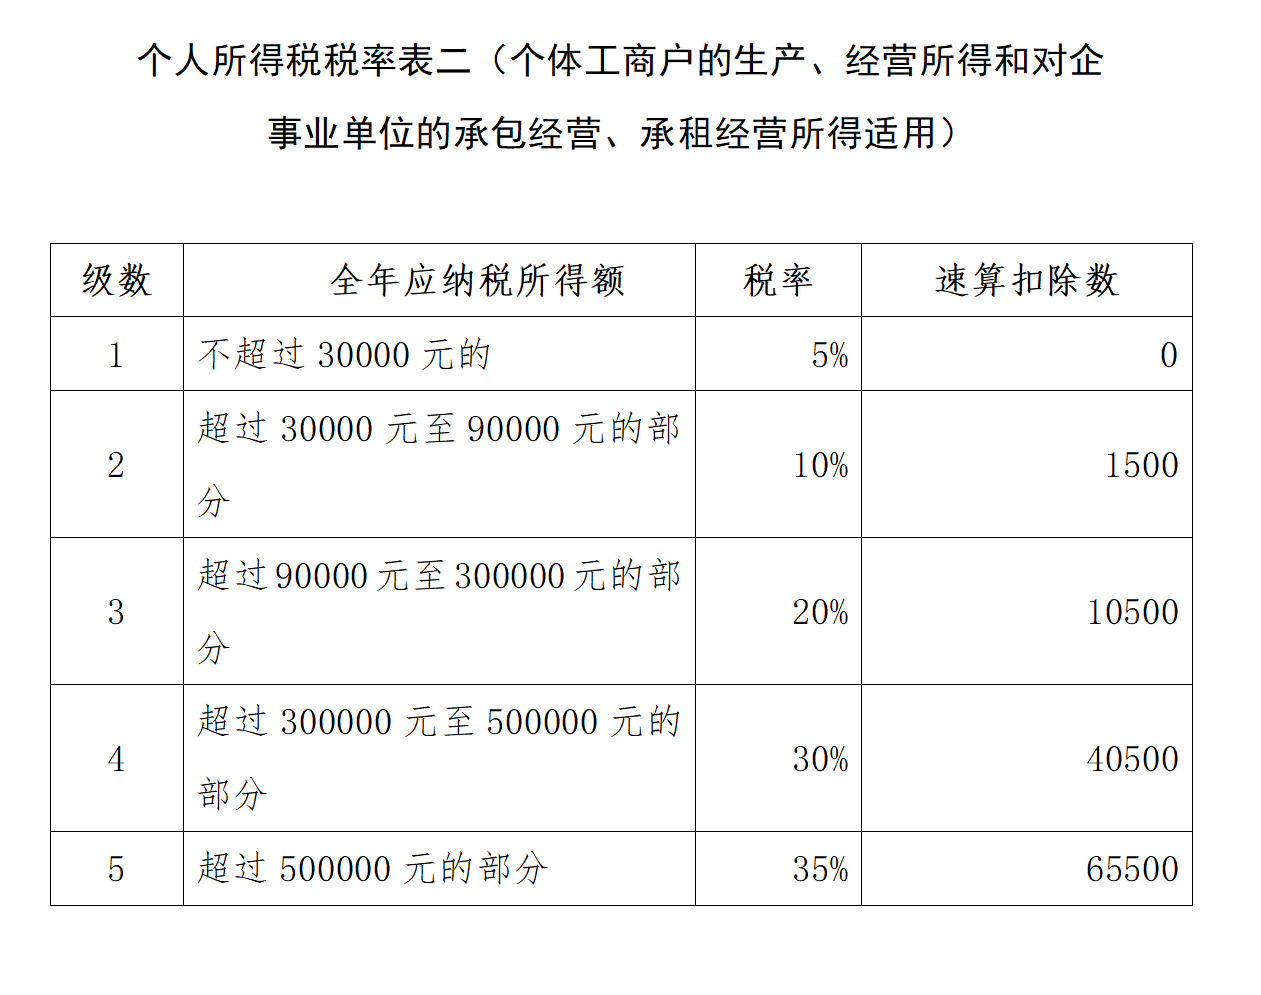 个人所得税税率表二（个体工商户的生产、经营所得和对企
事业单位的承包经营、承租经营所得适用）
级数 全年应纳税所得额 税率 速算扣除数
1 不超过 30000 元的 5% 0
2 超过 30000 元至 90000 元的部
分 10% 1500
3 超过 90000 元至 300000 元的部
分 20% 10500
4 超过 300000 元至 500000 元的
部分 30% 40500
5 超过 500000 元的部分 35% 65500